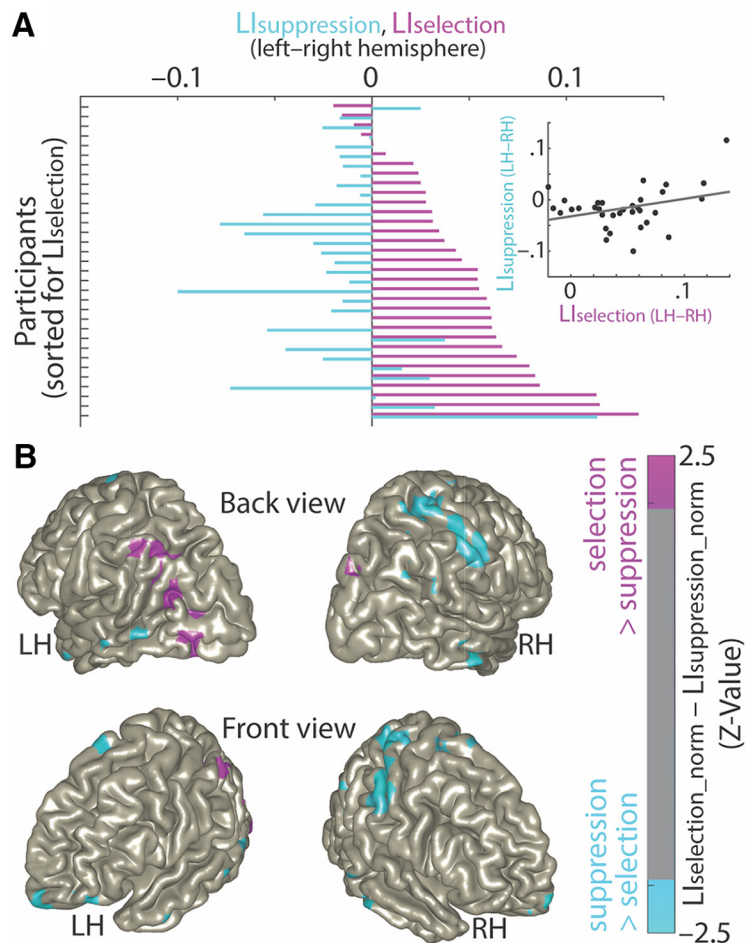 A
LIsuppression, LIselection
(left–right hemisphere)
−0.1 0 0.1
Participants
(sorted for LIselection)
LIsuppression (LH–RH)
.1
0
−.1
0 .1
LIselection (LH–RH)
B
Back view
LH RH
Front view
LH RH
selection
> suppression
suppression
> selection
2.5
−2.5
LIselection_norm − LIsuppression_norm
(Z-Value)